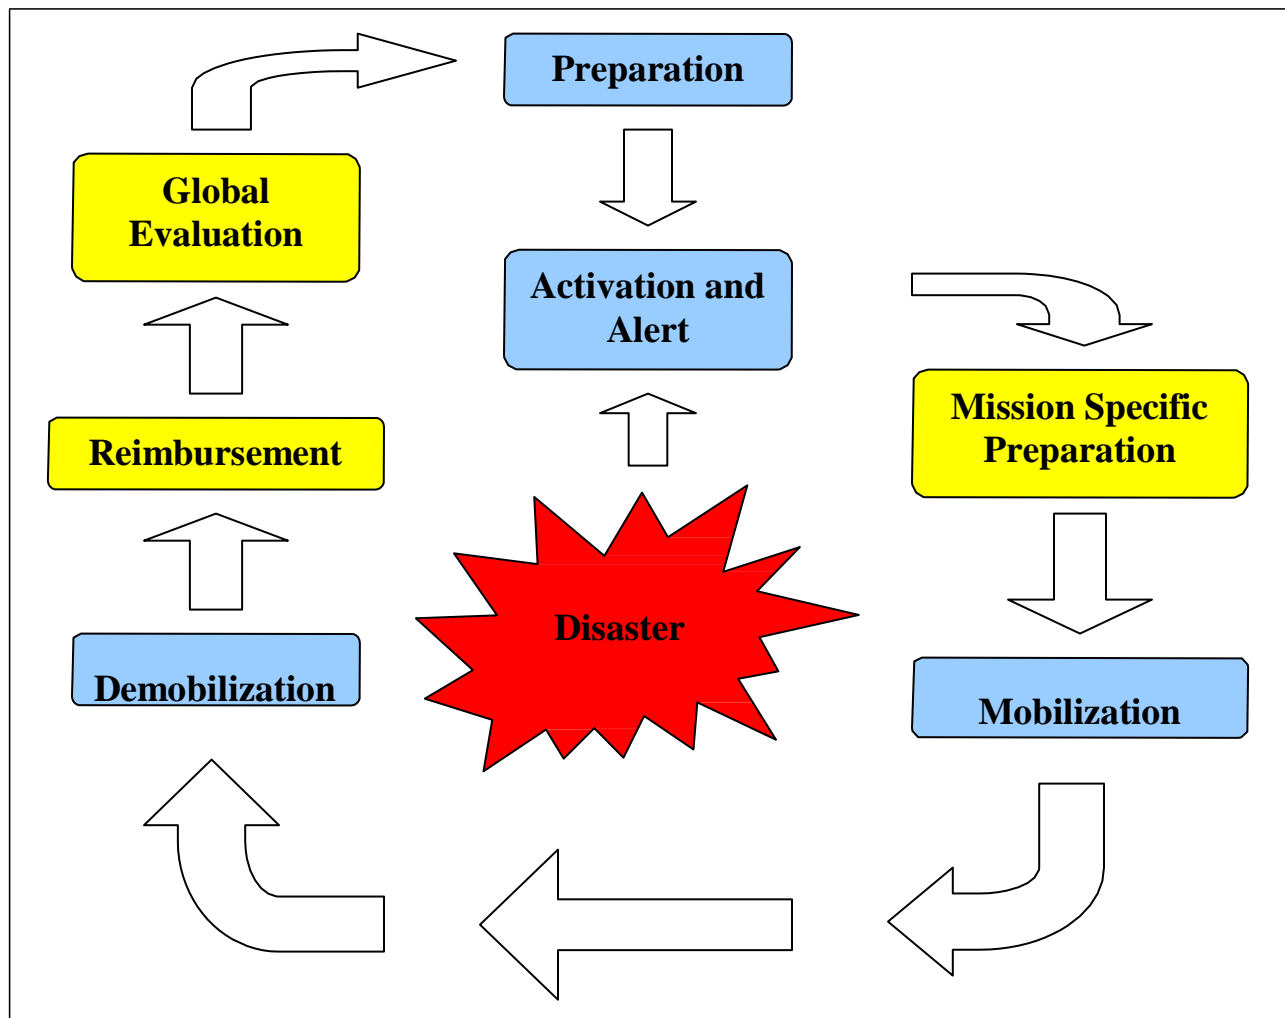 Preparation
Global
Evaluation
Activation and
Alert
Mission Specific
Preparation
Reimbursement
Disaster
Demobilization
Mobilization